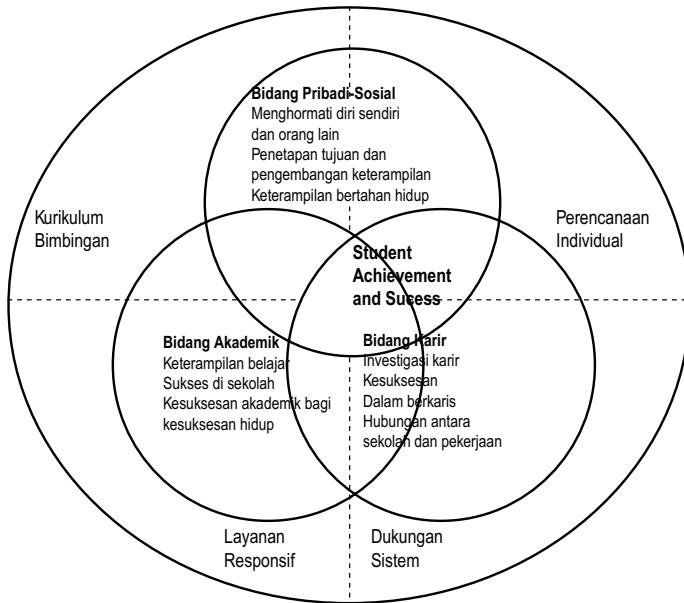 Bidang Pribadi-Sosial
Menghormati diri sendiri
dan orang lain
Penetapan tujuan dan
pengembangan keterampilan
Keterampilan bertahan hidup
Kurikulum
Bimbingan
Perencanaan
Individual
Student
Achievement
and Sucess
Bidang Akademik
Keterampilan belajar
Sukses di sekolah
Kesuksesan akademik bagi
kesuksesan hidup
Bidang Karir
Investigasi karir
Kesuksesan
Dalam berkaris
Hubungan antara
sekolah dan pekerjaan
Layanan
Responsif
Dukungan
Sistem